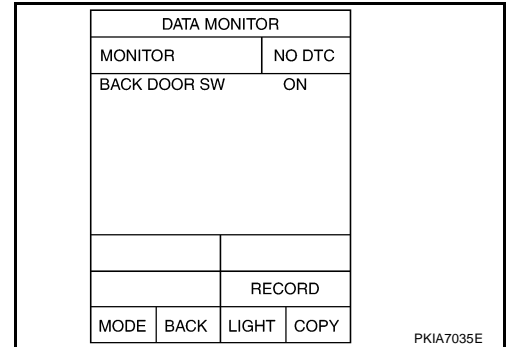 DATA MONITOR
MONITOR NO DTC
BACK DOOR SW ON
RECORD
MODE BACK LIGHT COPY
PKIA7035E